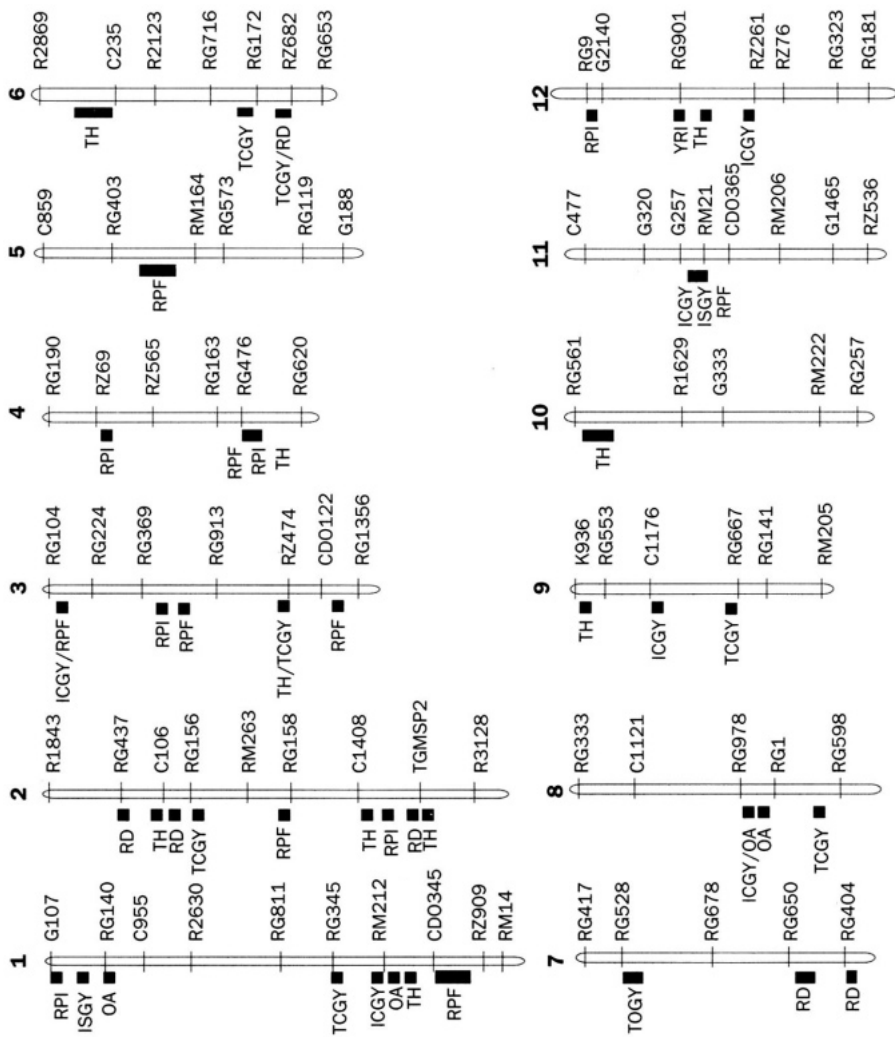 1
G107
RG140
C955
R2630
RG811
RG345
RM212
CD0345
RZ909
RM14
RPI
ISGY
OA
TCGY
ICGY
OA
TH
RPF
2
R1843
RG437
C106
RG156
RM263
RG158
C1408
TGMSP2
R3128
RD
TH
RD
TCGY
RPF
TH
RPI
RD
TH
3
RG104
RG224
RG369
RG913
RZ474
CD0122
RG1356
ICGY/RPF
RPI
RPF
TH/TCGY
RPF
4
RG190
RZ69
RZ565
RG163
RG476
RG620
RPI
RPF
RPI
TH
5
C859
RG403
RM164
RG573
RG119
G188
RPF
6
R2869
C235
R2123
RG716
RG172
RZ682
RG653
TH
TCGY
TCGY/RD
7
RG417
RG528
RG678
RG650
RG404
TOGY
RD
RD
8
RG333
C1121
RG978
RG1
RG598
ICGY/OA
OA
TCGY
9
K936
RG553
C1176
RG667
RG141
RM205
TH
ICGY
TCGY
10
RG561
R1629
G333
RM222
RG257
TH
11
C477
G320
G257
RM21
CD0365
RM206
G1465
RZ536
ICGY
ISGY
RPF
12
RG9
G2140
RG901
RZ261
RZ76
RG323
RG181
RPI
YRI
TH
ICGY